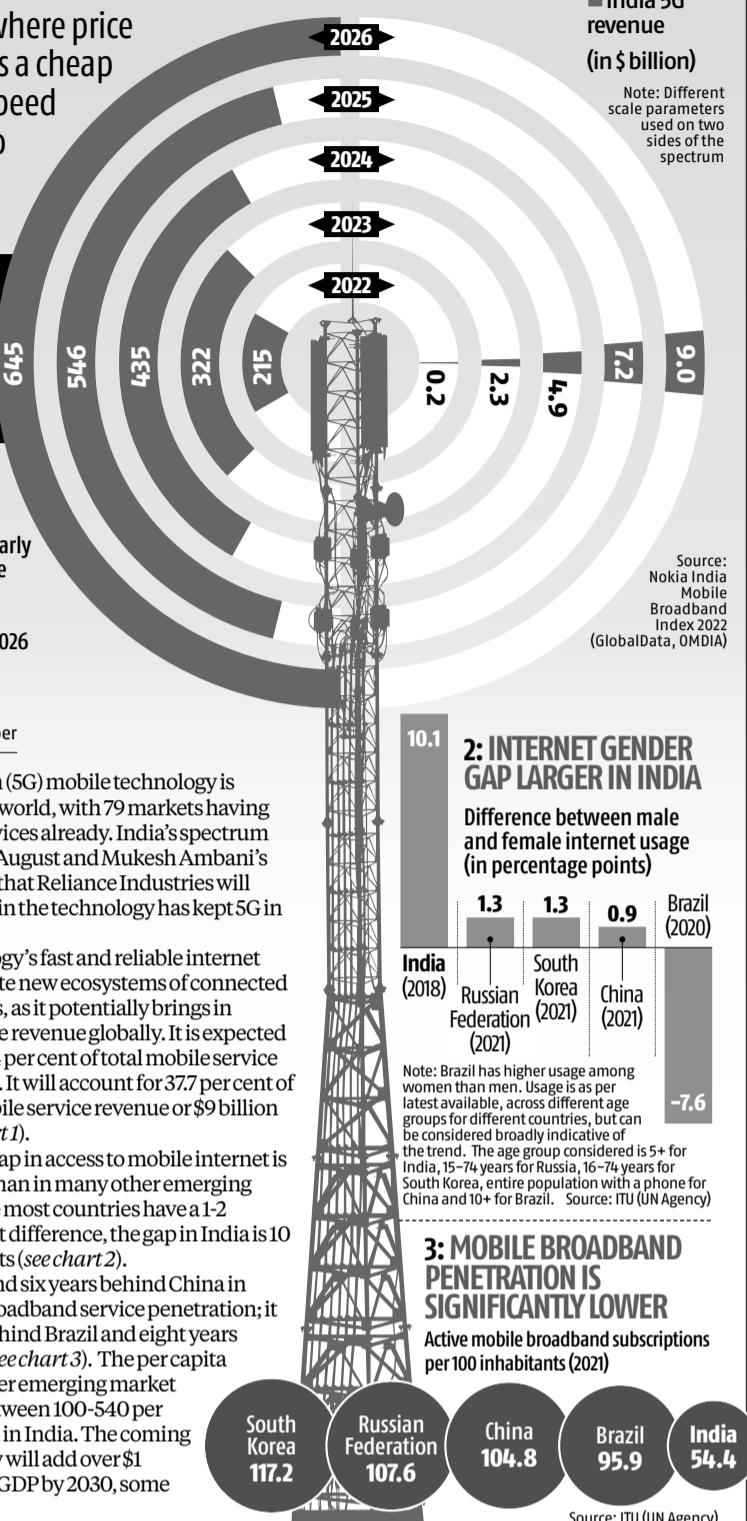 where price
s a cheap
peed
India 5G
revenue
(in $ billion)
Note: Different
scale parameters
used on two
sides of the
spectrum
2026
2025
2024
2023
2022
645
546
435
322
215
0.2
2.3
4.9
7.2
9.0
026
Source:
Nokia India
Mobile
Broadband
Index 2022
(GlobalData, OMDIA)
(5G) mobile technology is
world, with 79 markets having
vices already. India's spectrum
August and Mukesh Ambani's
that Reliance Industries will
in the technology has kept 5G in
gy's fast and reliable internet
te new ecosystems of connected
s, as it potentially brings in
e revenue globally. It is expected
per cent of total mobile service
. It will account for 37.7 per cent of
ile service revenue or $9 billion
t 1).
ap in access to mobile internet is
han in many other emerging
most countries have a 1-2
t difference, the gap in India is 10
ts (see chart 2).
nd six years behind China in
oadband service penetration; it
hind Brazil and eight years
ee chart 3). The per capita
er emerging market
tween 100-540 per
in India. The coming
y will add over $1
GDP by 2030, some
2: INTERNET GENDER
GAP LARGER IN INDIA
Difference between male
and female internet usage
(in percentage points)
10.1
1.3
1.3
0.9
Brazil
(2020)
India
(2018)
Russian
Federation
(2021)
South
Korea
(2021)
China
(2021)
-7.6
Note: Brazil has higher usage among
women than men. Usage is as per
latest available, across different age
groups for different countries, but can
be considered broadly indicative of
the trend. The age group considered is 5+ for
India, 15-74 years for Russia, 16-74 years for
South Korea, entire population with a phone for
China and 10+ for Brazil. Source: ITU (UN Agency)
3: MOBILE BROADBAND
PENETRATION IS
SIGNIFICANTLY LOWER
Active mobile broadband subscriptions
per 100 inhabitants (2021)
South
Korea
117.2
Russian
Federation
107.6
China
104.8
Brazil
95.9
India
54.4
Source: ITU (UN Agency)